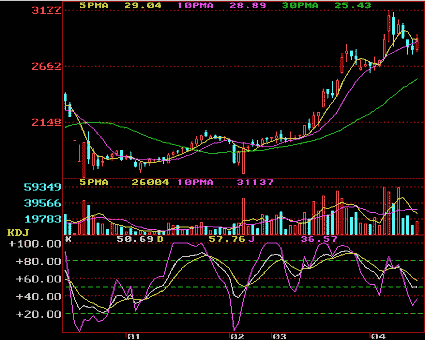 3127 5PMA 29.04 10PMA 28.89 30PMA 25.43
2662
2148
5PMA 26004 10PMA 31137
59349
39566
19783
KDJ
+100.00 K 50.69 D 57.76 J 36.57
+80.00
+60.00
+40.00
+20.00
01 02 03 04